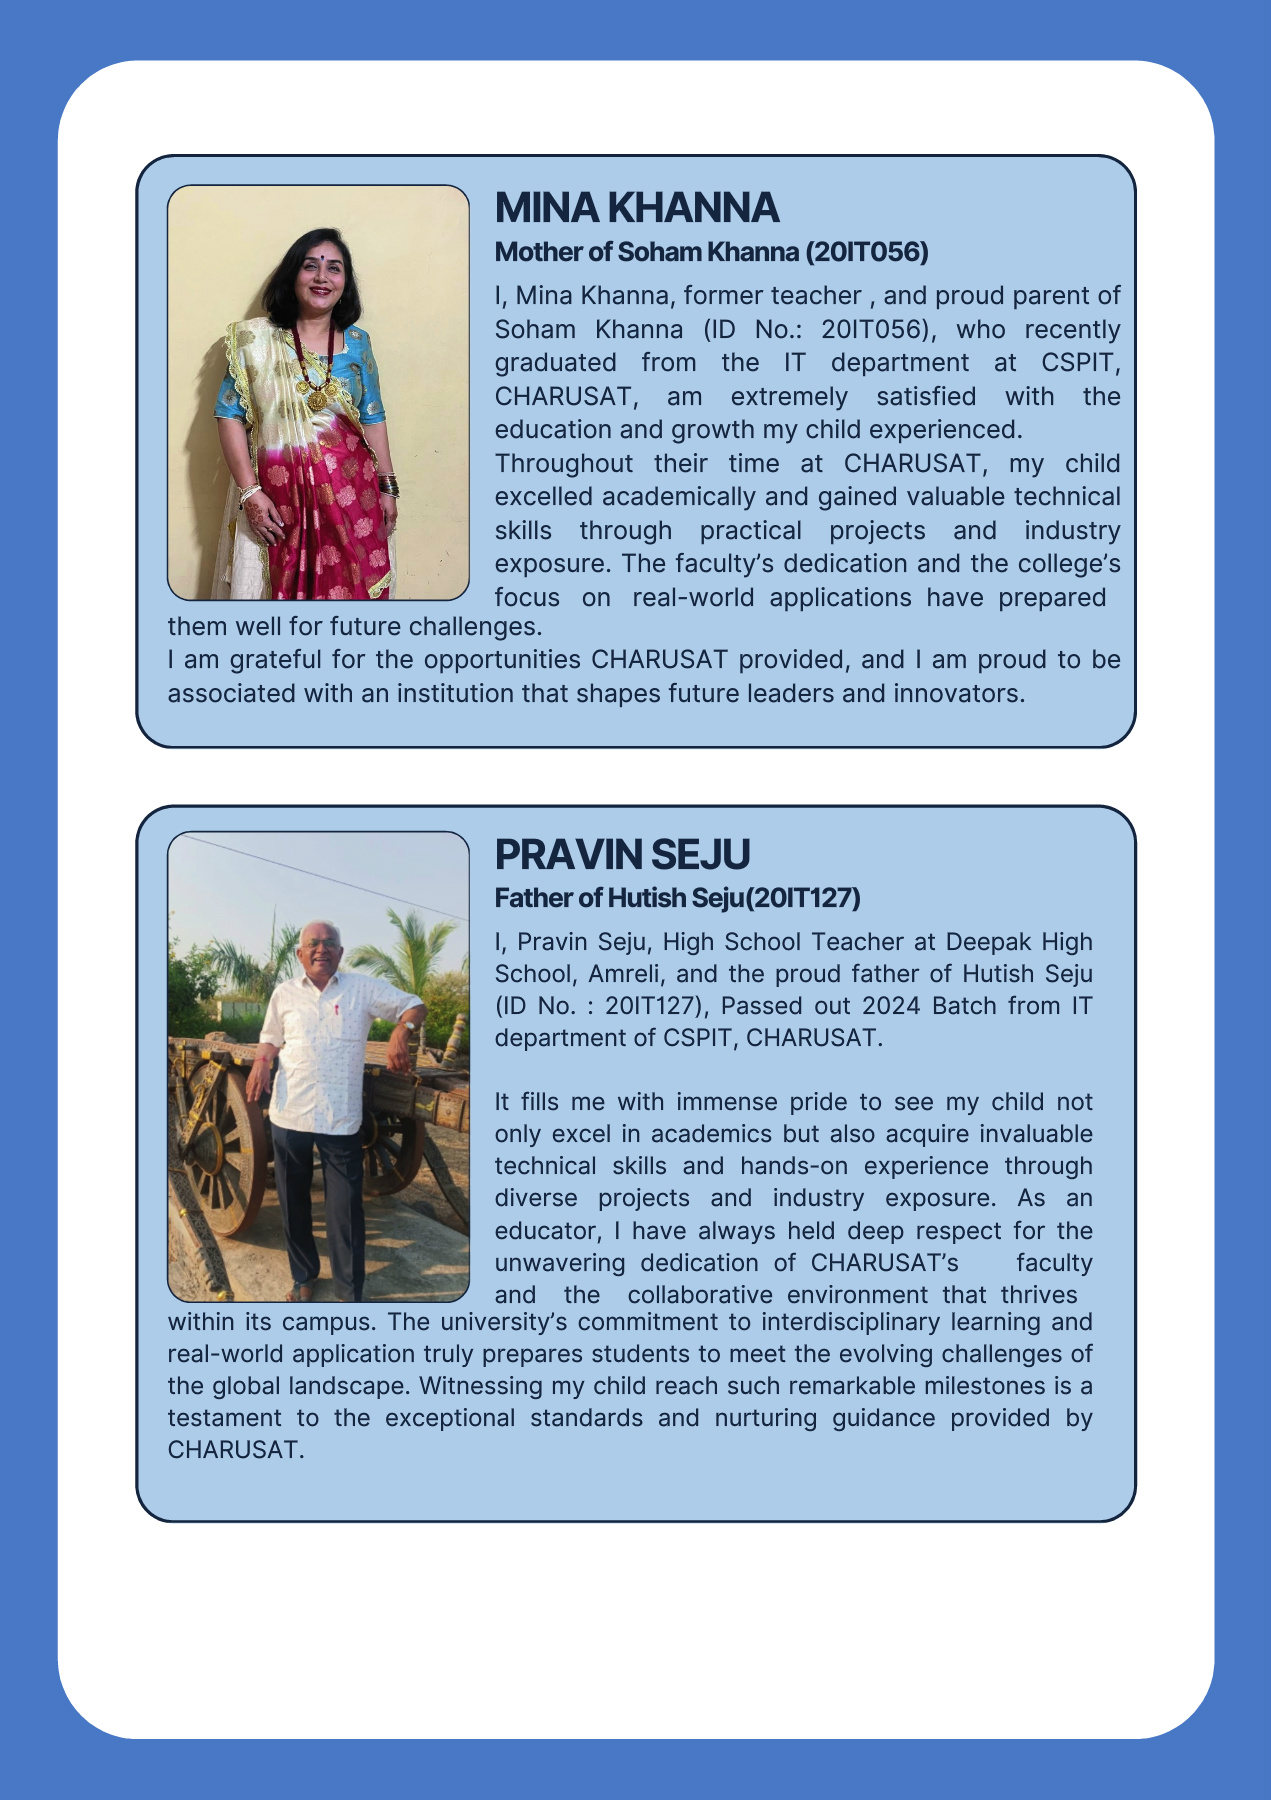 MINA KHANNA
Mother of Soham Khanna (20IT056)
I, Mina Khanna, former teacher , and proud parent of
Soham Khanna (ID No.: 20IT056), who recently
graduated from the IT department at CSPIT,
CHARUSAT, am extremely satisfied with the
education and growth my child experienced.
Throughout their time at CHARUSAT, my child
excelled academically and gained valuable technical
skills through practical projects and industry
exposure. The faculty’s dedication and the college’s
focus on real-world applications have prepared
them well for future challenges.
I am grateful for the opportunities CHARUSAT provided, and I am proud to be
associated with an institution that shapes future leaders and innovators.
PRAVIN SEJU
Father of Hutish Seju(20IT127)
I, Pravin Seju, High School Teacher at Deepak High
School, Amreli, and the proud father of Hutish Seju
(ID No. : 20IT127), Passed out 2024 Batch from IT
department of CSPIT, CHARUSAT.
It fills me with immense pride to see my child not
only excel in academics but also acquire invaluable
technical skills and hands-on experience through
diverse projects and industry exposure. As an
educator, I have always held deep respect for the
unwavering dedication of CHARUSAT’s faculty
and the collaborative environment that thrives
within its campus. The university’s commitment to interdisciplinary learning and
real-world application truly prepares students to meet the evolving challenges of
the global landscape. Witnessing my child reach such remarkable milestones is a
testament to the exceptional standards and nurturing guidance provided by
CHARUSAT.